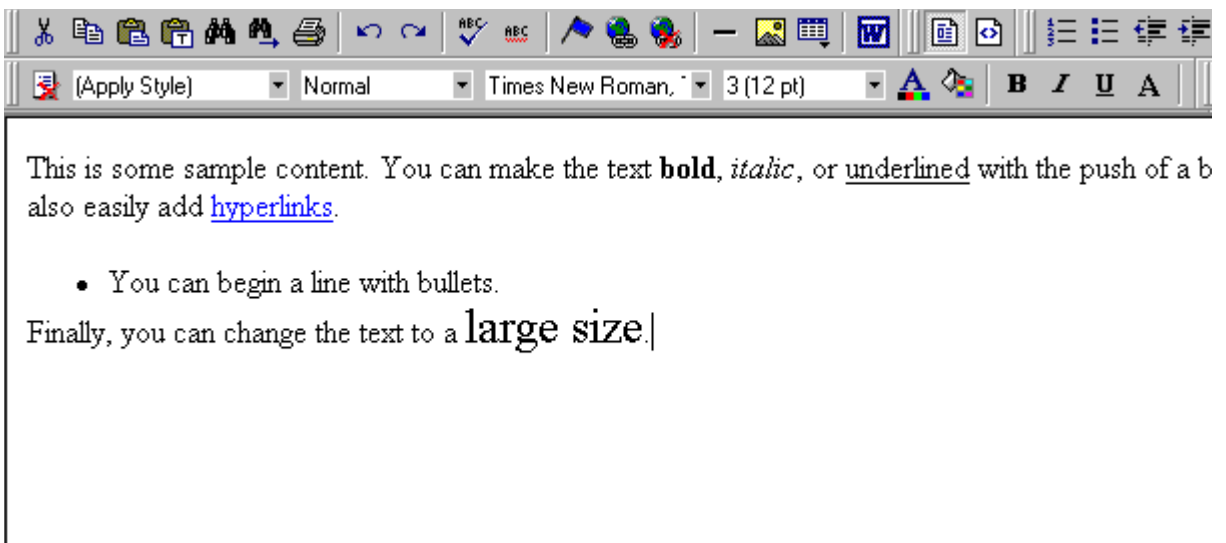 ABC ABC W
(Apply Style) Normal Times New Roman, 3 (12 pt) A B I U A
This is some sample content. You can make the text bold, italic, or underlined with the push of a b
also easily add hyperlinks.
• You can begin a line with bullets.
Finally, you can change the text to a large size.